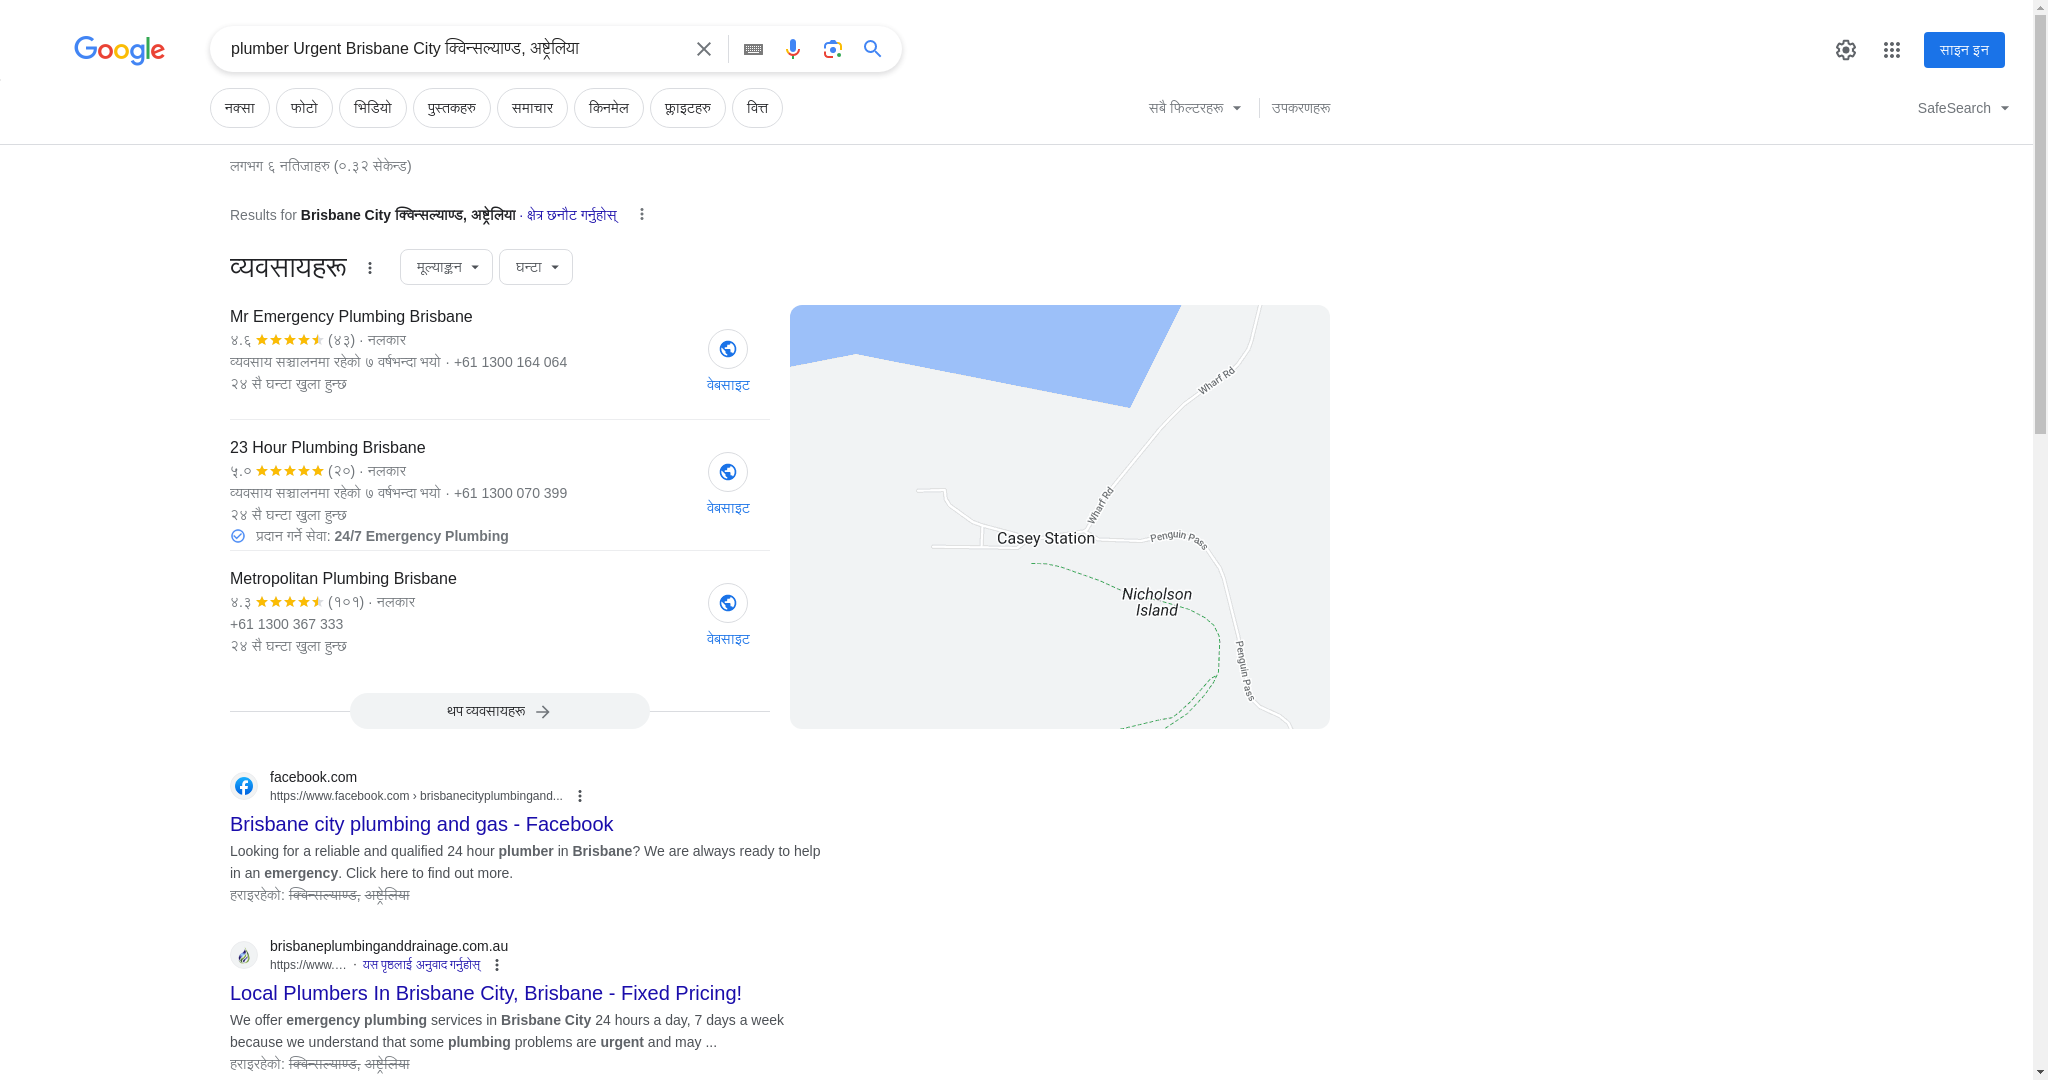 Google
plumber Urgent Brisbane City क्विन्सल्याण्ड, अष्ट्रेलिया
साइन इन
नक्सा
फोटो
भिडियो
पुस्तकहरु
समाचार
किनमेल
फ्लाइटहरु
वित्त
सबै फिल्टरहरू
उपकरणहरू
SafeSearch
लगभग ६ नतिजाहरु (०.३२ सेकेन्ड)
Results for Brisbane City क्विन्सल्याण्ड, अष्ट्रेलिया · क्षेत्र छनौट गर्नुहोस्
व्यवसायहरू
मूल्याङ्कन
घन्टा
Mr Emergency Plumbing Brisbane
४.६ (४३) · नलकार
व्यवसाय सञ्चालनमा रहेको ७ वर्षभन्दा भयो · +61 1300 164 064
२४ सै घन्टा खुला हुन्छ
वेबसाइट
23 Hour Plumbing Brisbane
५.० (२०) · नलकार
व्यवसाय सञ्चालनमा रहेको ७ वर्षभन्दा भयो · +61 1300 070 399
२४ सै घन्टा खुला हुन्छ
प्रदान गर्ने सेवा: 24/7 Emergency Plumbing
वेबसाइट
Metropolitan Plumbing Brisbane
४.३ (१०१) · नलकार
+61 1300 367 333
२४ सै घन्टा खुला हुन्छ
वेबसाइट
थप व्यवसायहरू
Wharf Rd
Wharf Rd
Casey Station
Penguin Pass
Nicholson
Island
Penguin Pass
facebook.com
https://www.facebook.com › brisbanecityplumbingand...
Brisbane city plumbing and gas - Facebook
Looking for a reliable and qualified 24 hour plumber in Brisbane? We are always ready to help
in an emergency. Click here to find out more.
हराइरहेको: क्विन्सल्याण्ड, अष्ट्रेलिया
brisbaneplumbinganddrainage.com.au
https://www.… · यस पृष्ठलाई अनुवाद गर्नुहोस्
Local Plumbers In Brisbane City, Brisbane - Fixed Pricing!
We offer emergency plumbing services in Brisbane City 24 hours a day, 7 days a week
because we understand that some plumbing problems are urgent and may ...
हराइरहेको: क्विन्सल्याण्ड, अष्ट्रेलिया